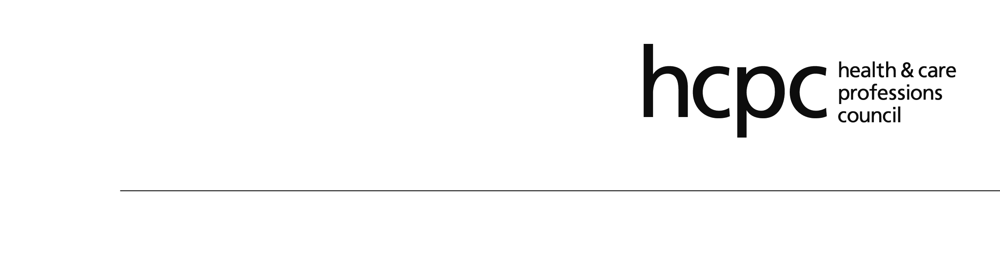 hcpc
health & care
professions
council